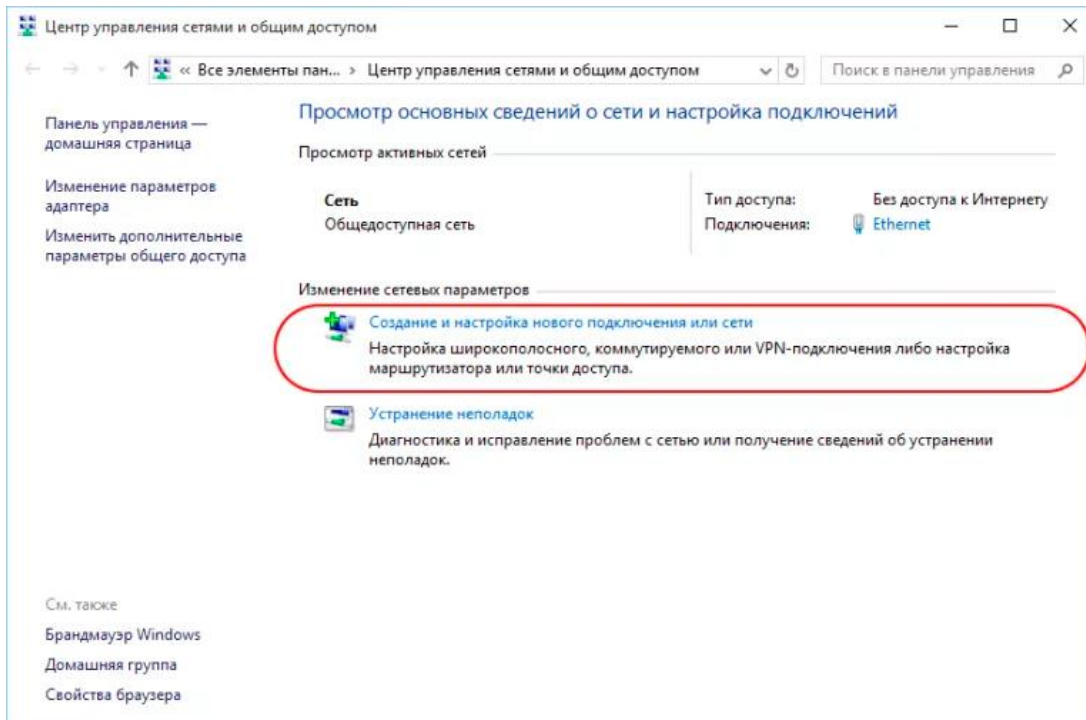 Центр управления сетями и общим доступом
« Все элементы пан... › Центр управления сетями и общим доступом
Поиск в панели управления
Панель управления —
домашняя страница
Изменение параметров
адаптера
Изменить дополнительные
параметры общего доступа
Просмотр основных сведений о сети и настройка подключений
Просмотр активных сетей
Сеть
Общедоступная сеть
Тип доступа: Без доступа к Интернету
Подключения: Ethernet
Изменение сетевых параметров
Создание и настройка нового подключения или сети
Настройка широкополосного, коммутируемого или VPN-подключения либо настройка
маршрутизатора или точки доступа.
Устранение неполадок
Диагностика и исправление проблем с сетью или получение сведений об устранении
неполадок.
См. также
Брандмауэр Windows
Домашняя группа
Свойства браузера